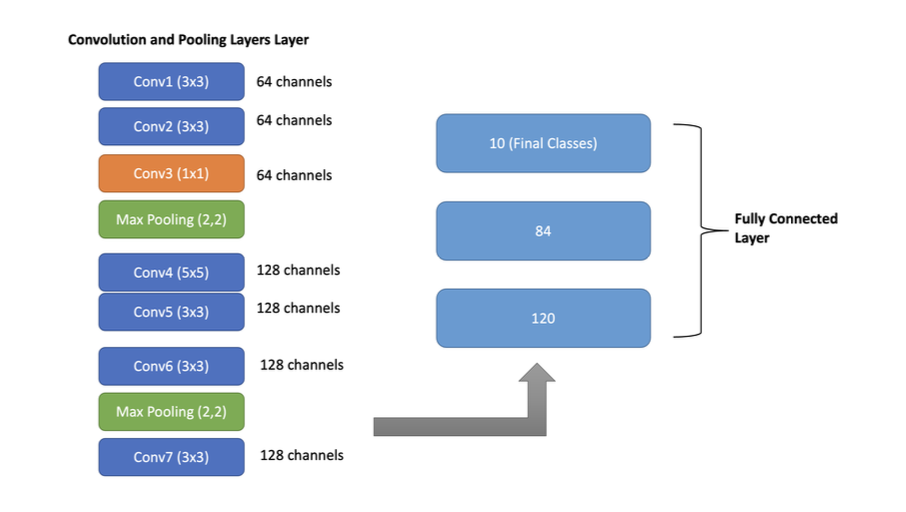 Convolution and Pooling Layers Layer
Conv1 (3x3)
64 channels
Conv2 (3x3)
64 channels
Conv3 (1x1)
64 channels
Max Pooling (2,2)
Conv4 (5x5)
128 channels
Conv5 (3x3)
128 channels
Conv6 (3x3)
128 channels
Max Pooling (2,2)
Conv7 (3x3)
128 channels
10 (Final Classes)
84
120
Fully Connected
Layer